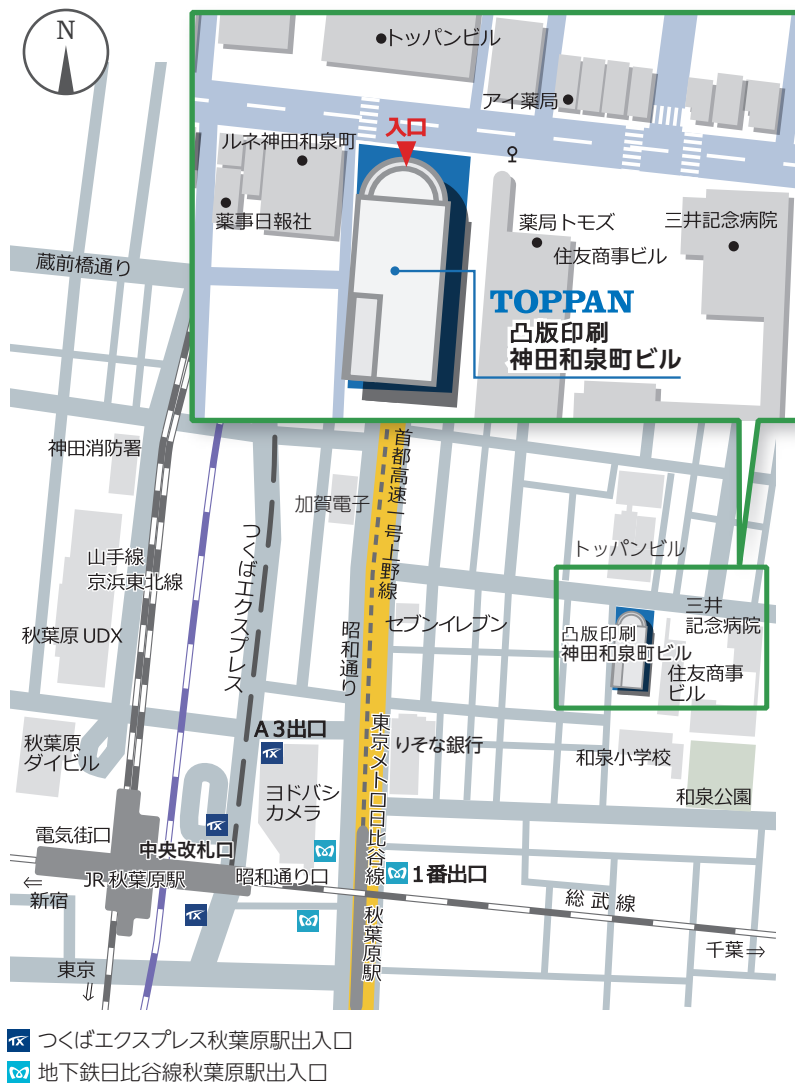 N
トッパンビル
アイ薬局
入口
ルネ神田和泉町
薬事日報社
薬局トモズ
三井記念病院
住友商事ビル
TOPPAN
凸版印刷
神田和泉町ビル
蔵前橋通り
神田消防署
加賀電子
首都高速一号上野線
つくばエクスプレス
トッパンビル
山手線
京浜東北線
秋葉原 UDX
昭和通り
セブンイレブン
凸版印刷
神田和泉町ビル
三井
記念病院
住友商事
ビル
A3出口
秋葉原
ダイビル
りそな銀行
和泉小学校
和泉公園
ヨドバシ
カメラ
東京メトロ日比谷線 秋葉原駅
電気街口
中央改札口
JR 秋葉原駅
昭和通り口
1番出口
⇐
新宿
総武線
千葉⇒
東京
⇓
TX つくばエクスプレス秋葉原駅出入口
地下鉄日比谷線秋葉原駅出入口